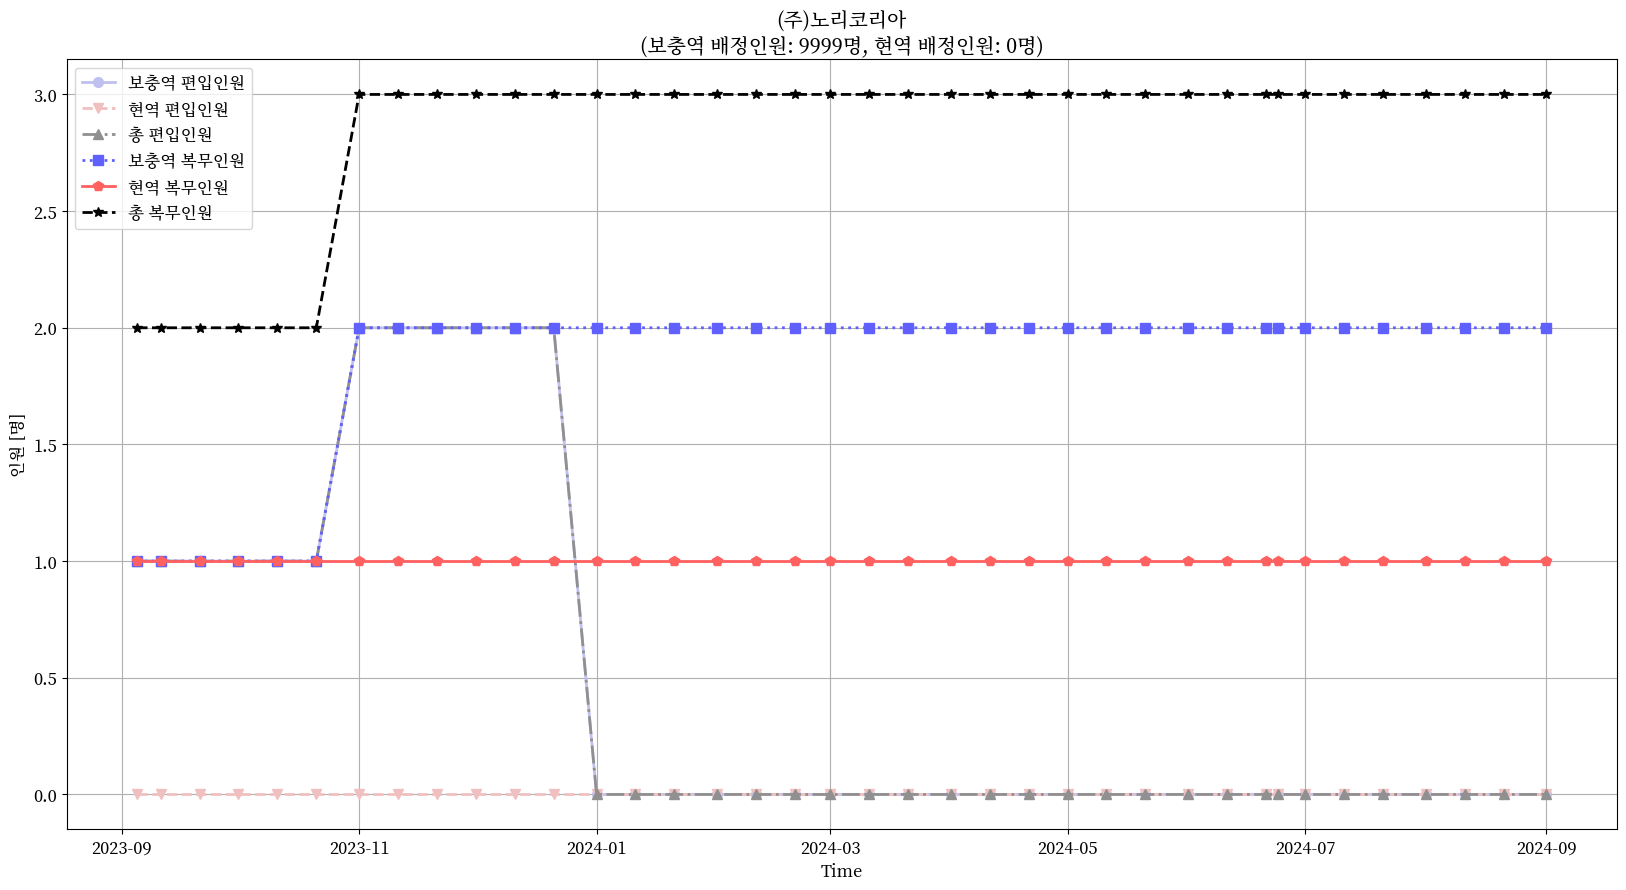 (주)노리코리아
(보충역 배정인원: 9999명, 현역 배정인원: 0명)
보충역 편입인원
현역 편입인원
총 편입인원
보충역 복무인원
현역 복무인원
총 복무인원
인원 [명]
3.0
2.5
2.0
1.5
1.0
0.5
0.0
2023-09 2023-11 2024-01 2024-03 2024-05 2024-07 2024-09
Time